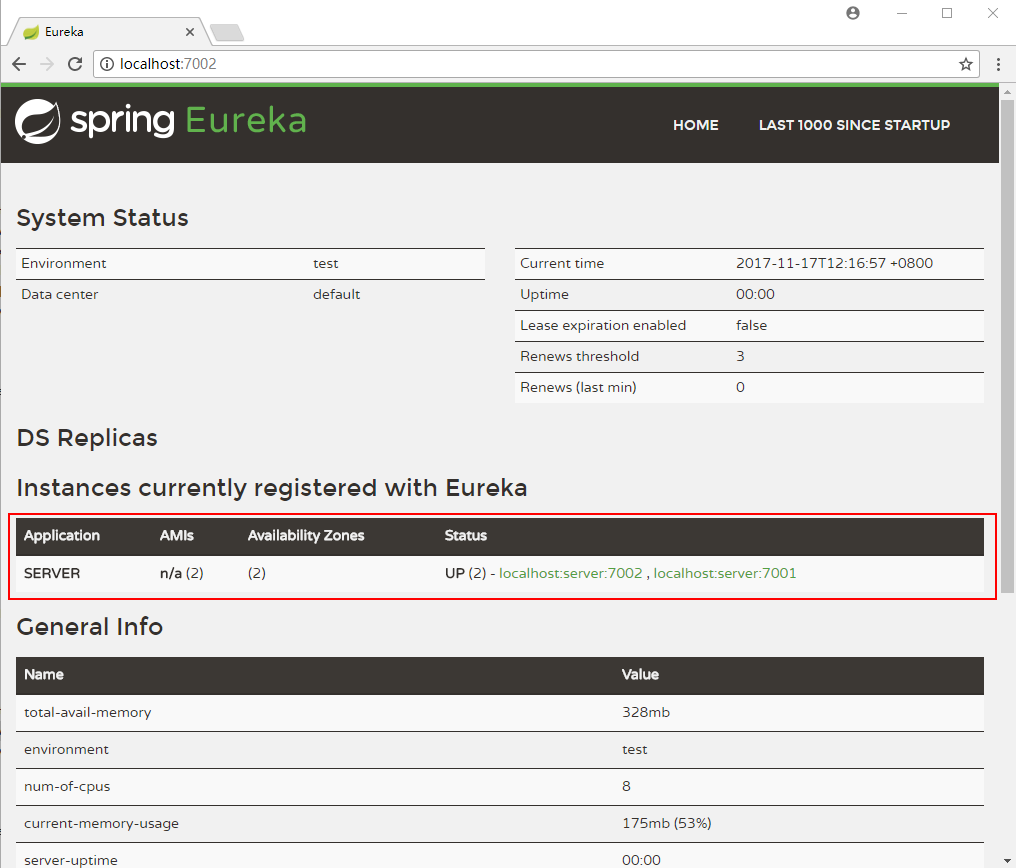 Eureka
localhost:7002
spring Eureka
HOME LAST 1000 SINCE STARTUP
System Status
Environment test
Data center default
Current time 2017-11-17T12:16:57 +0800
Uptime 00:00
Lease expiration enabled false
Renews threshold 3
Renews (last min) 0
DS Replicas
Instances currently registered with Eureka
Application AMIs Availability Zones Status
SERVER n/a (2) (2) UP (2) - localhost:server:7002 , localhost:server:7001
General Info
Name Value
total-avail-memory 328mb
environment test
num-of-cpus 8
current-memory-usage 175mb (53%)
server-uptime 00:00